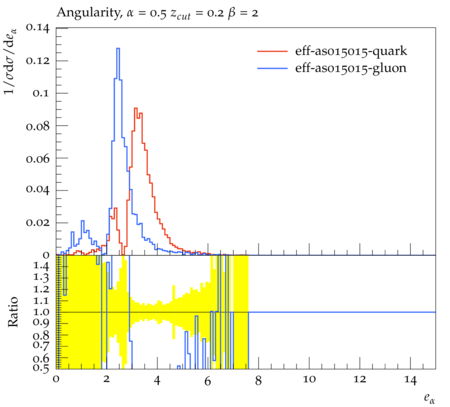 Angularity, α = 0.5 z_cut = 0.2 β = 2
1/σdσ/de_α
0.14
0.12
0.1
0.08
0.06
0.04
0.02
0
eff-as015015-quark
eff-as015015-gluon
Ratio
1.4
1.3
1.2
1.1
1.0
0.9
0.8
0.7
0.6
0.5
0 2 4 6 8 10 12 14
e_α